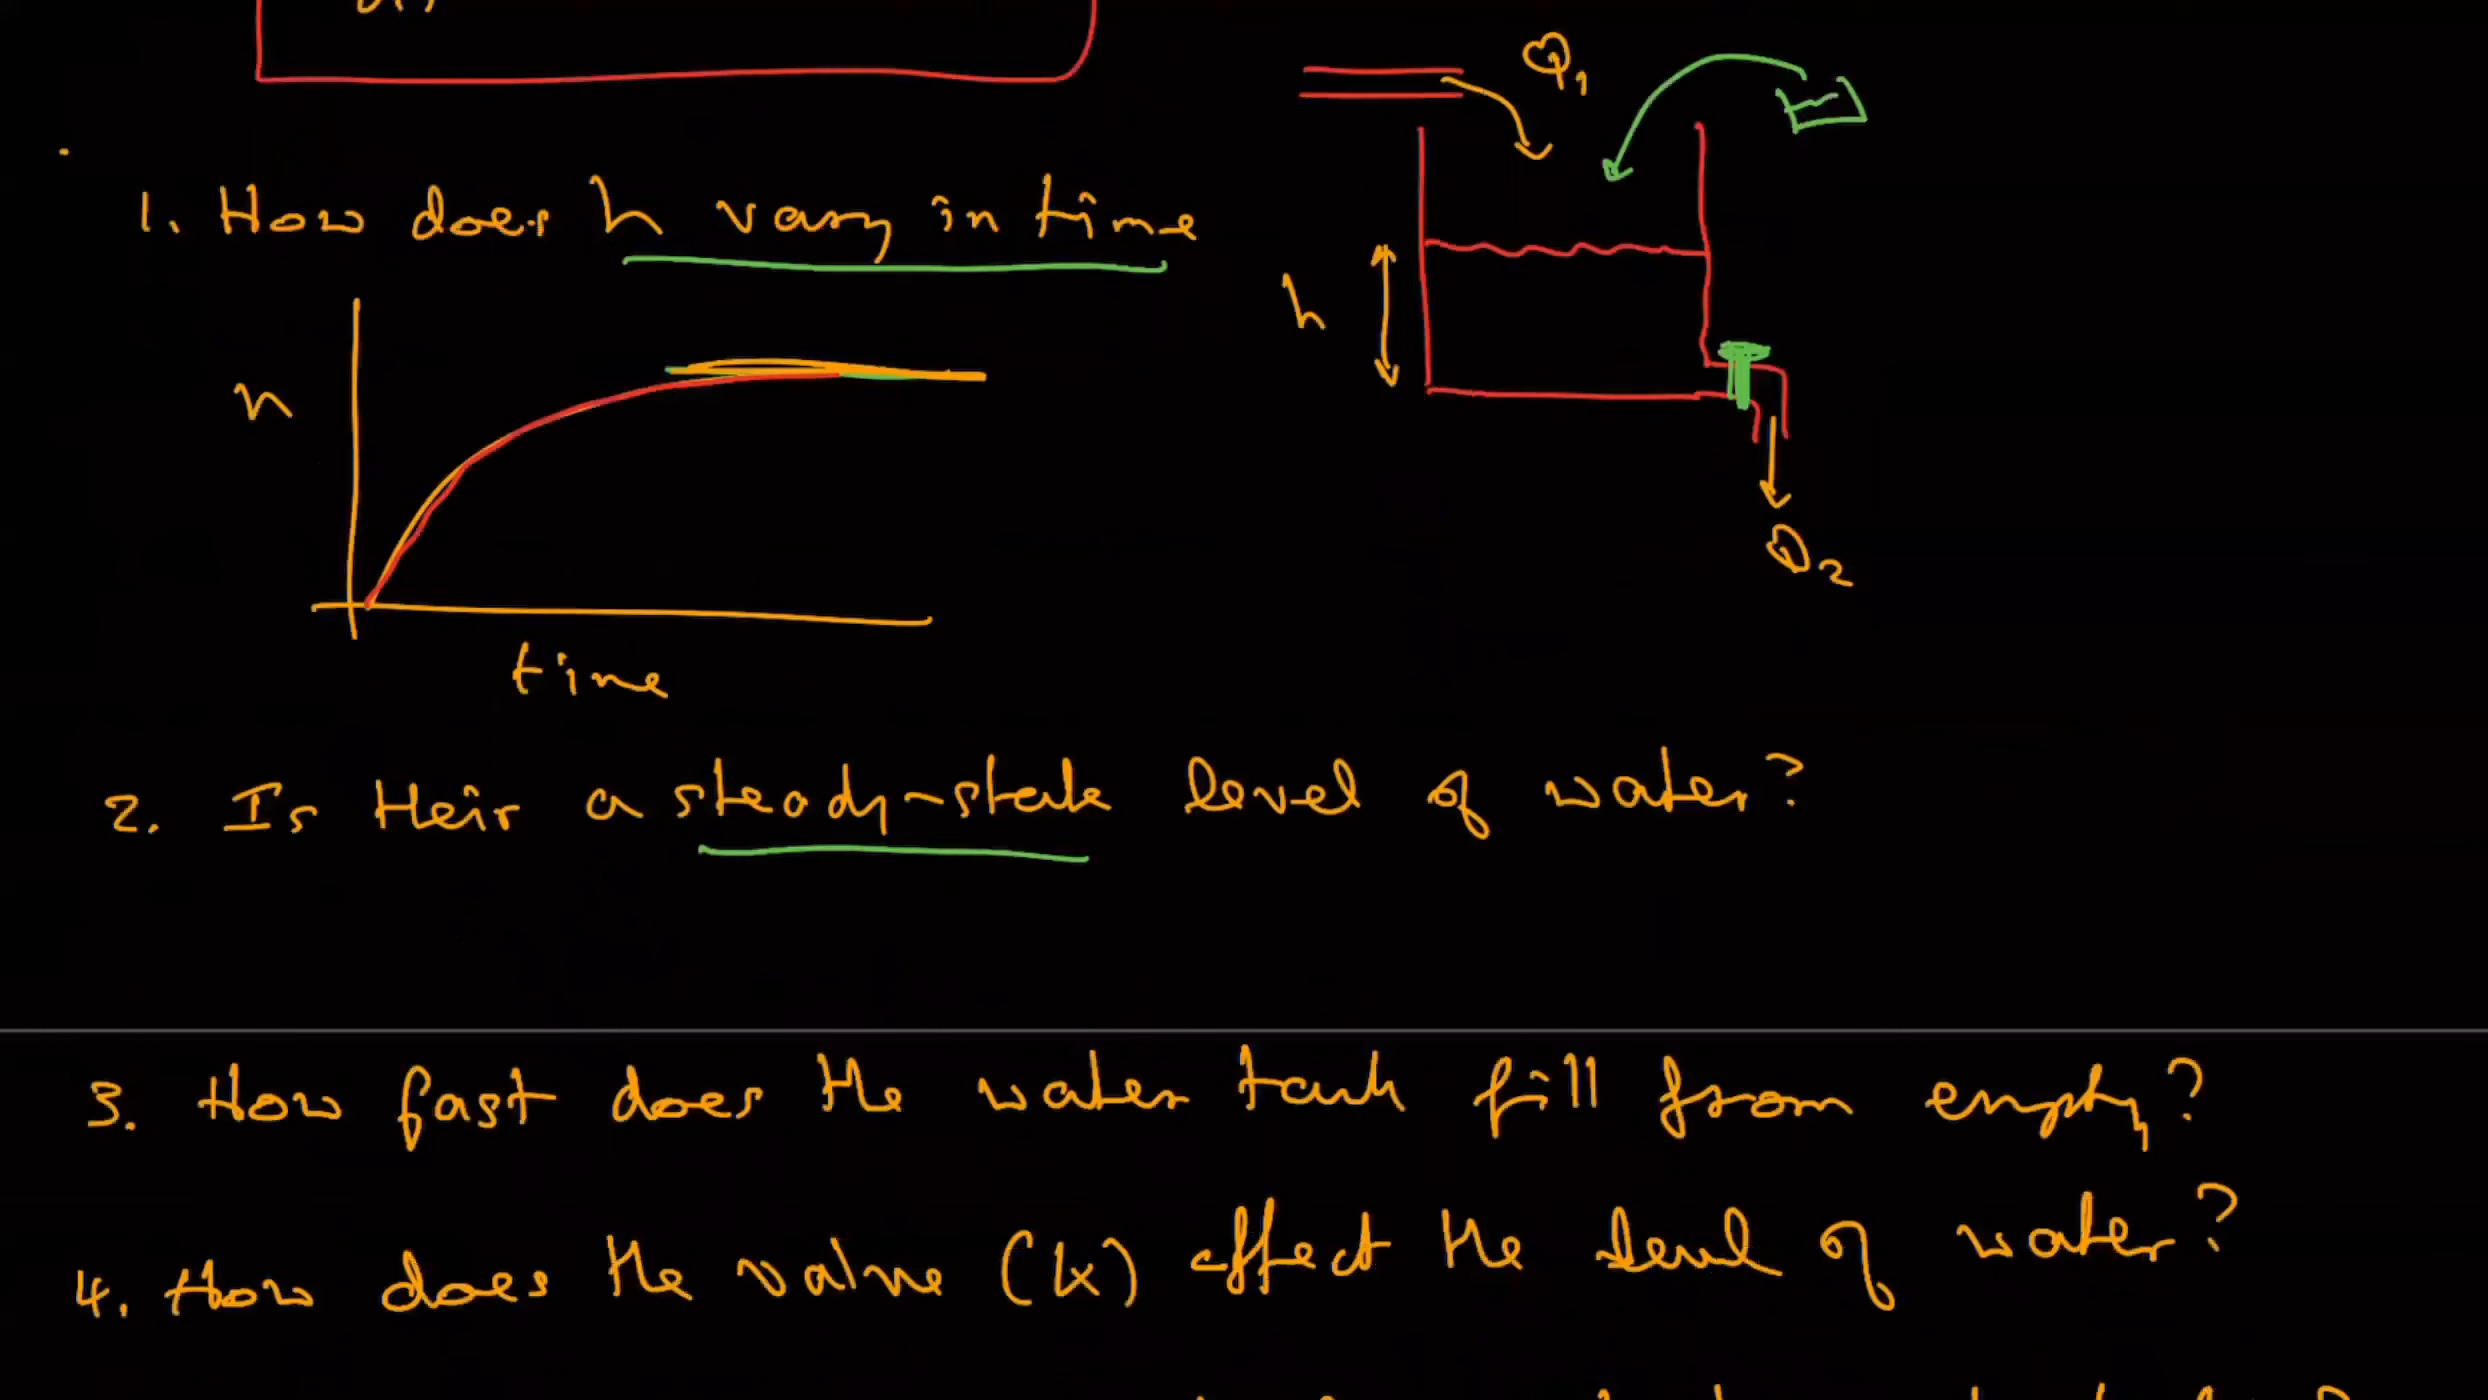 Q1
1. How does h vary in time
h
h
time
Q2
2. Is their a steady-state level of water?
3. How fast does the water tank fill from empty?
4. How does the valve (k) effect the level of water?